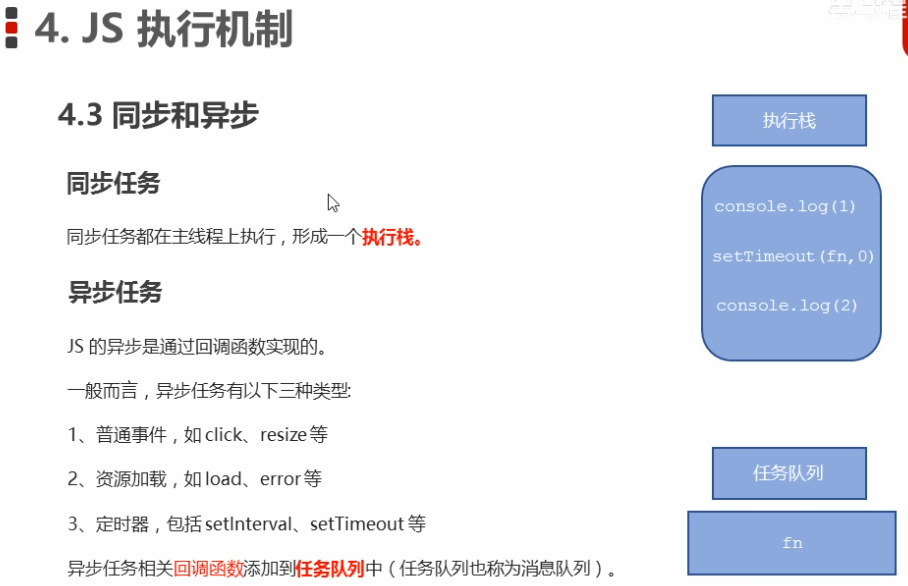 4. JS 执行机制
4.3 同步和异步
同步任务
同步任务都在主线程上执行，形成一个执行栈。
异步任务
JS 的异步是通过回调函数实现的。
一般而言，异步任务有以下三种类型:
1、普通事件，如 click、resize 等
2、资源加载，如 load、error 等
3、定时器，包括 setInterval、setTimeout 等
异步任务相关回调函数添加到任务队列中（任务队列也称为消息队列）。
执行栈
console.log(1)
setTimeout(fn,0)
console.log(2)
任务队列
fn